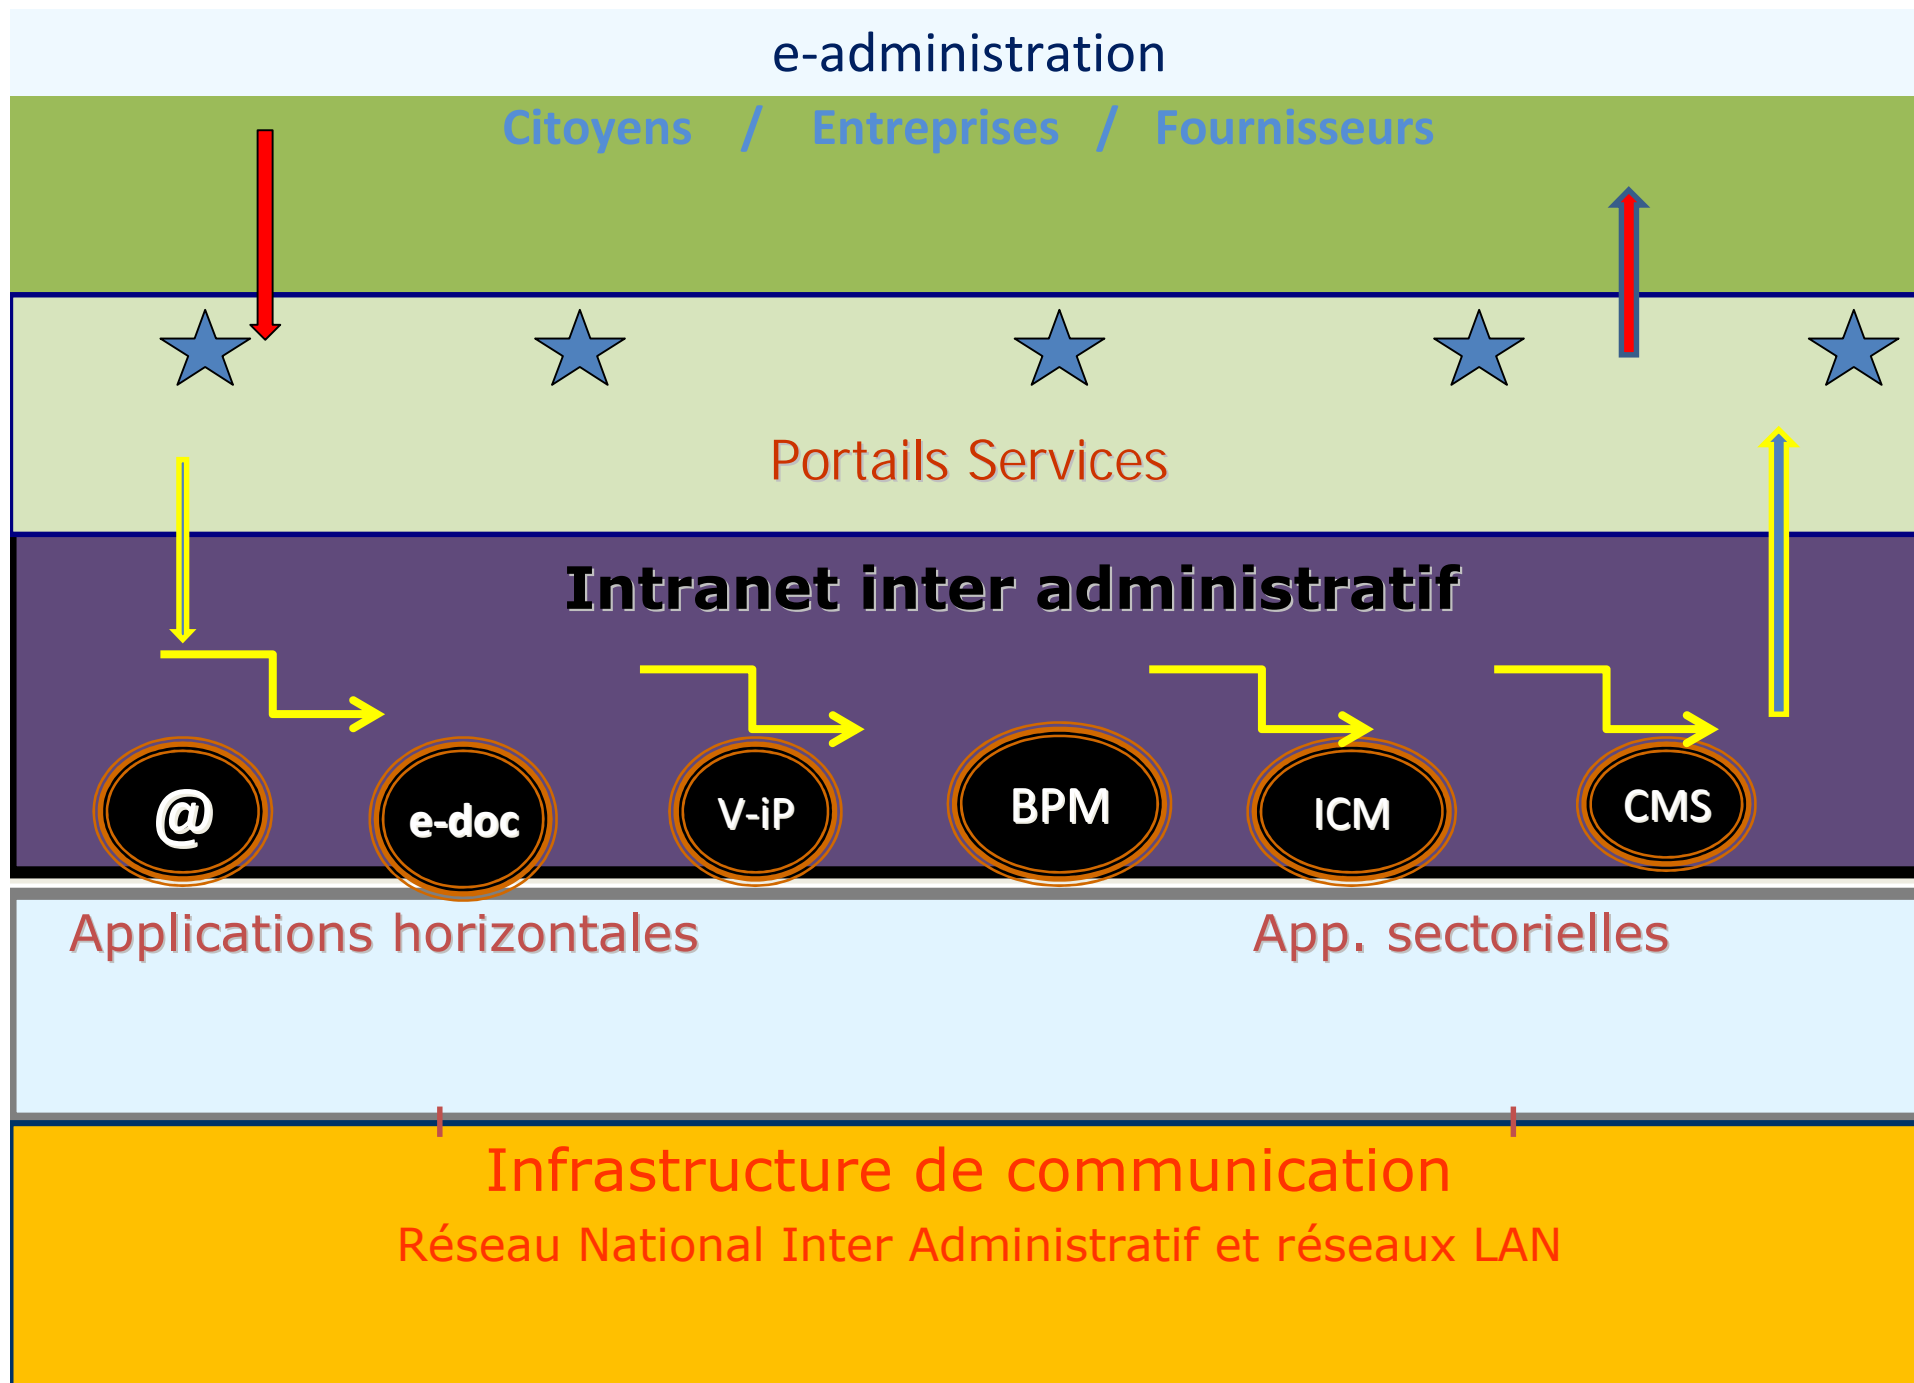 e-administration
Citoyens / Entreprises / Fournisseurs
Portails Services
Intranet inter administratif
@ e-doc V-iP BPM ICM CMS
Applications horizontales App. sectorielles
Infrastructure de communication
Réseau National Inter Administratif et réseaux LAN